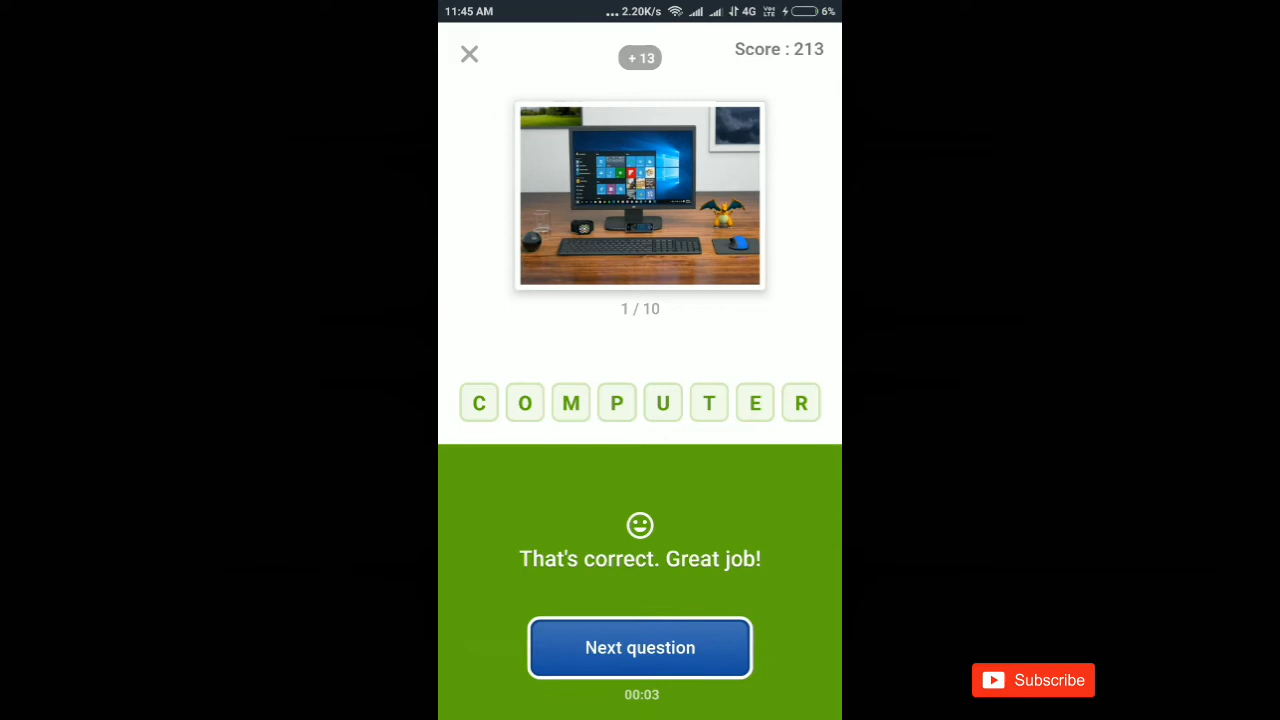 11:45 AM
... 2.20K/s 4G VoLTE 6%
+ 13
Score : 213
1 / 10
C O M P U T E R
That's correct. Great job!
Next question
00:03
Subscribe